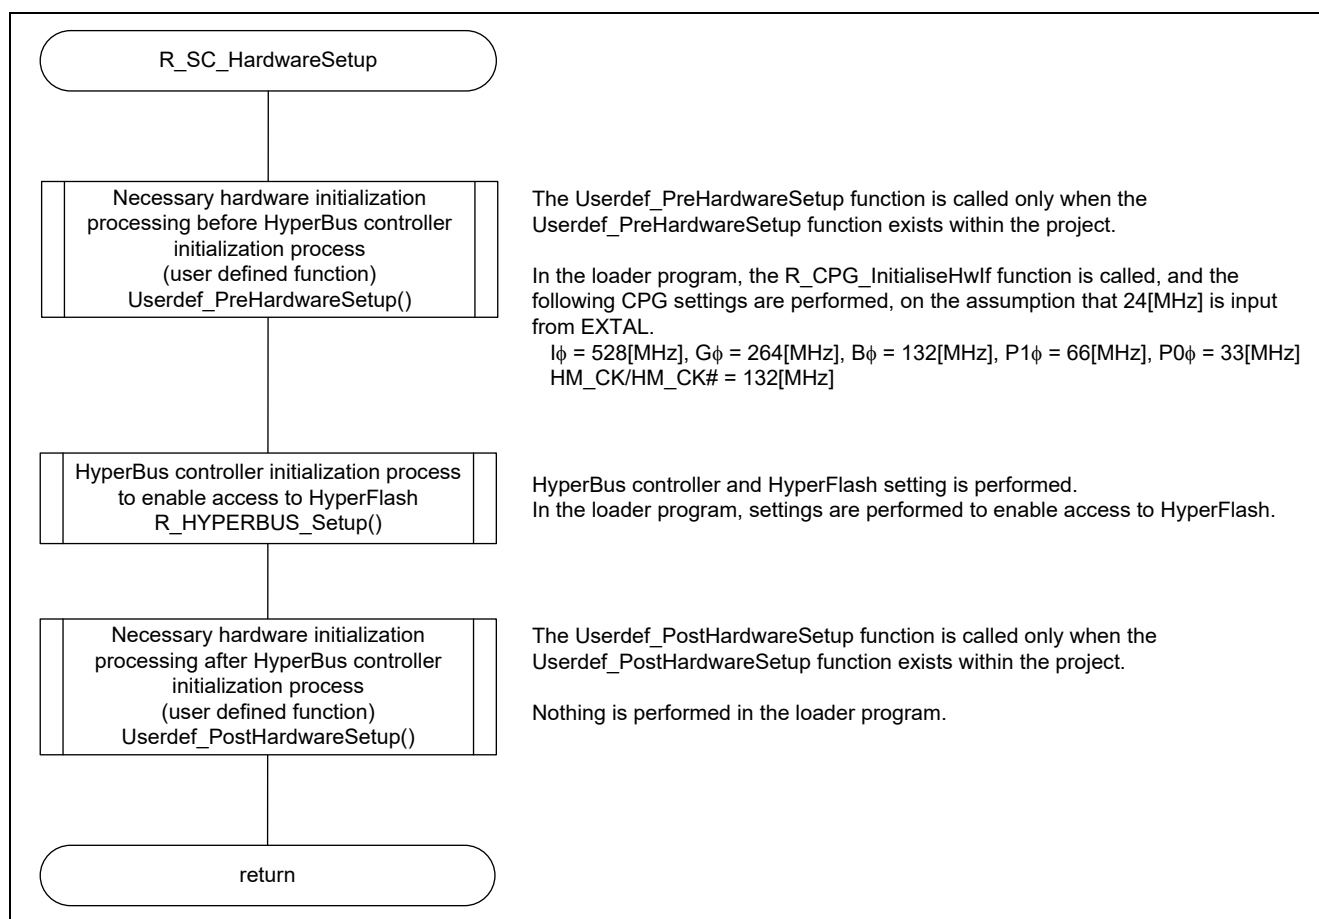 R_SC_HardwareSetup
Necessary hardware initialization
processing before HyperBus controller
initialization process
(user defined function)
Userdef_PreHardwareSetup()
The Userdef_PreHardwareSetup function is called only when the
Userdef_PreHardwareSetup function exists within the project.
In the loader program, the R_CPG_InitialiseHwIf function is called, and the
following CPG settings are performed, on the assumption that 24[MHz] is input
from EXTAL.
Iϕ = 528[MHz], Gϕ = 264[MHz], Bϕ = 132[MHz], P1ϕ = 66[MHz], P0ϕ = 33[MHz]
HM_CK/HM_CK# = 132[MHz]
HyperBus controller initialization process
to enable access to HyperFlash
R_HYPERBUS_Setup()
HyperBus controller and HyperFlash setting is performed.
In the loader program, settings are performed to enable access to HyperFlash.
Necessary hardware initialization
processing after HyperBus controller
initialization process
(user defined function)
Userdef_PostHardwareSetup()
The Userdef_PostHardwareSetup function is called only when the
Userdef_PostHardwareSetup function exists within the project.
Nothing is performed in the loader program.
return